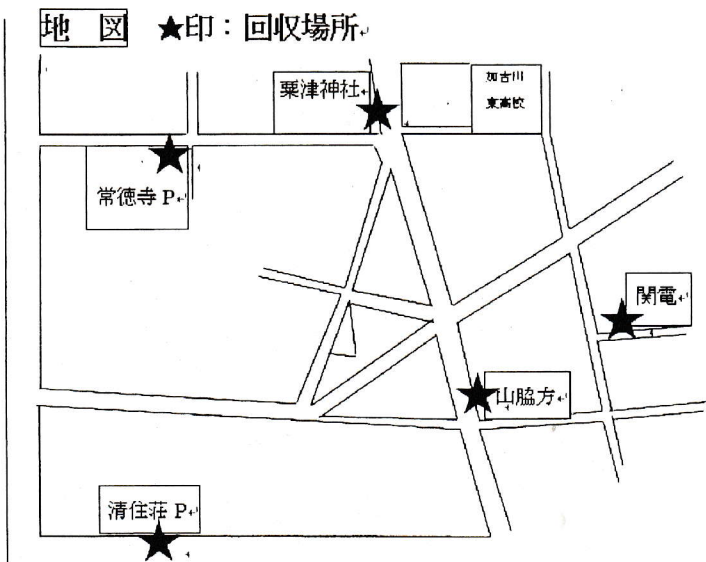 地 図 ★印：回収場所
粟津神社
加古川
東高校
常徳寺 P
関電
山脇方
清住荘 P